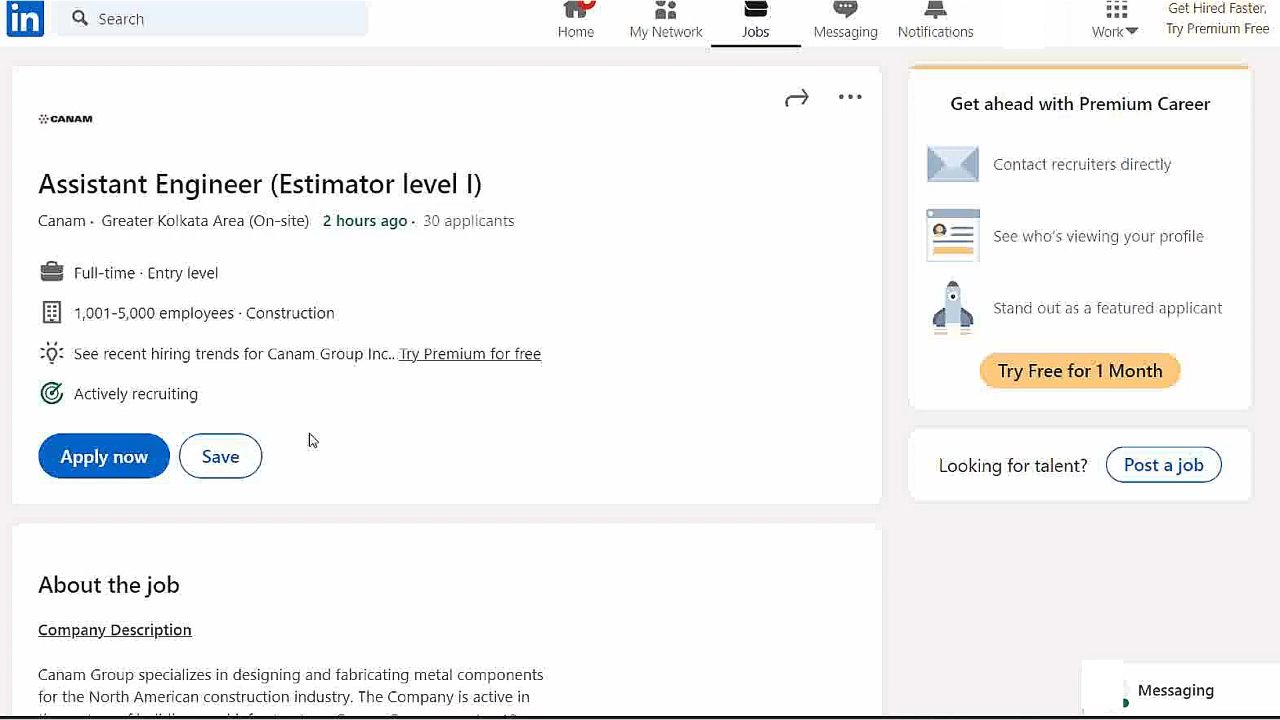 in
Search
Home
My Network
Jobs
Messaging
Notifications
Work
Get Hired Faster,
Try Premium Free
CANAM
Assistant Engineer (Estimator level I)
Canam · Greater Kolkata Area (On-site) 2 hours ago · 30 applicants
Full-time · Entry level
1,001-5,000 employees · Construction
See recent hiring trends for Canam Group Inc.. Try Premium for free
Actively recruiting
Apply now
Save
Get ahead with Premium Career
Contact recruiters directly
See who's viewing your profile
Stand out as a featured applicant
Try Free for 1 Month
Looking for talent?
Post a job
About the job
Company Description
Canam Group specializes in designing and fabricating metal components
for the North American construction industry. The Company is active in
Messaging